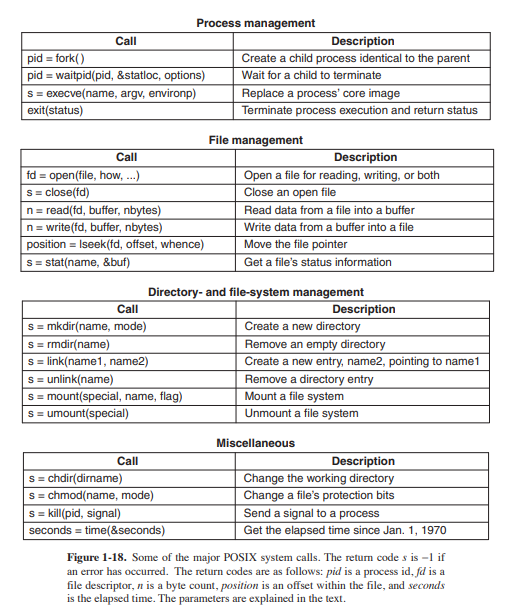 Process management
Call Description
pid = fork( ) Create a child process identical to the parent
pid = waitpid(pid, &statloc, options) Wait for a child to terminate
s = execve(name, argv, environp) Replace a process' core image
exit(status) Terminate process execution and return status
File management
Call Description
fd = open(file, how, ...) Open a file for reading, writing, or both
s = close(fd) Close an open file
n = read(fd, buffer, nbytes) Read data from a file into a buffer
n = write(fd, buffer, nbytes) Write data from a buffer into a file
position = lseek(fd, offset, whence) Move the file pointer
s = stat(name, &buf) Get a file's status information
Directory- and file-system management
Call Description
s = mkdir(name, mode) Create a new directory
s = rmdir(name) Remove an empty directory
s = link(name1, name2) Create a new entry, name2, pointing to name1
s = unlink(name) Remove a directory entry
s = mount(special, name, flag) Mount a file system
s = umount(special) Unmount a file system
Miscellaneous
Call Description
s = chdir(dirname) Change the working directory
s = chmod(name, mode) Change a file's protection bits
s = kill(pid, signal) Send a signal to a process
seconds = time(&seconds) Get the elapsed time since Jan. 1, 1970
Figure 1-18. Some of the major POSIX system calls. The return code s is −1 if
an error has occurred. The return codes are as follows: pid is a process id, fd is a
file descriptor, n is a byte count, position is an offset within the file, and seconds
is the elapsed time. The parameters are explained in the text.